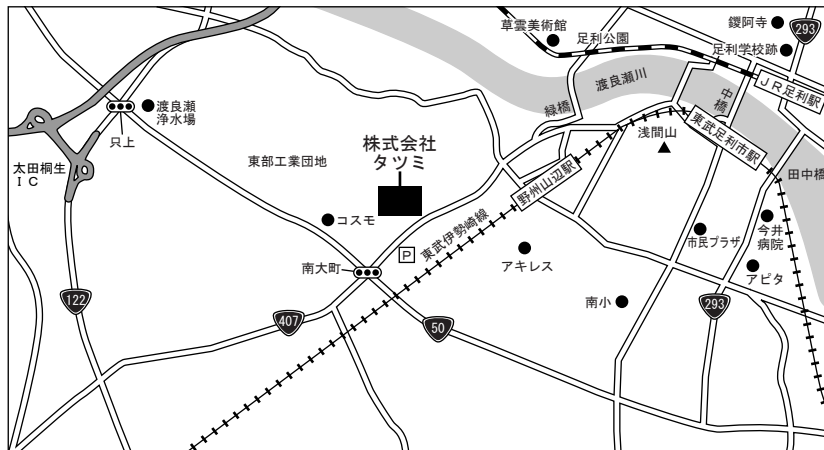 草雲美術館
足利公園
鑁阿寺
293
足利学校跡
JR足利駅
渡良瀬川
中橋
緑橋
渡良瀬
浄水場
只上
株式会社
タツミ
東部工業団地
太田桐生
IC
浅間山
東武足利市駅
田中橋
野州山辺駅
コスモ
東武伊勢崎線
市民プラザ
今井
病院
P
アキレス
アピタ
南大町
南小
122
407
50
293